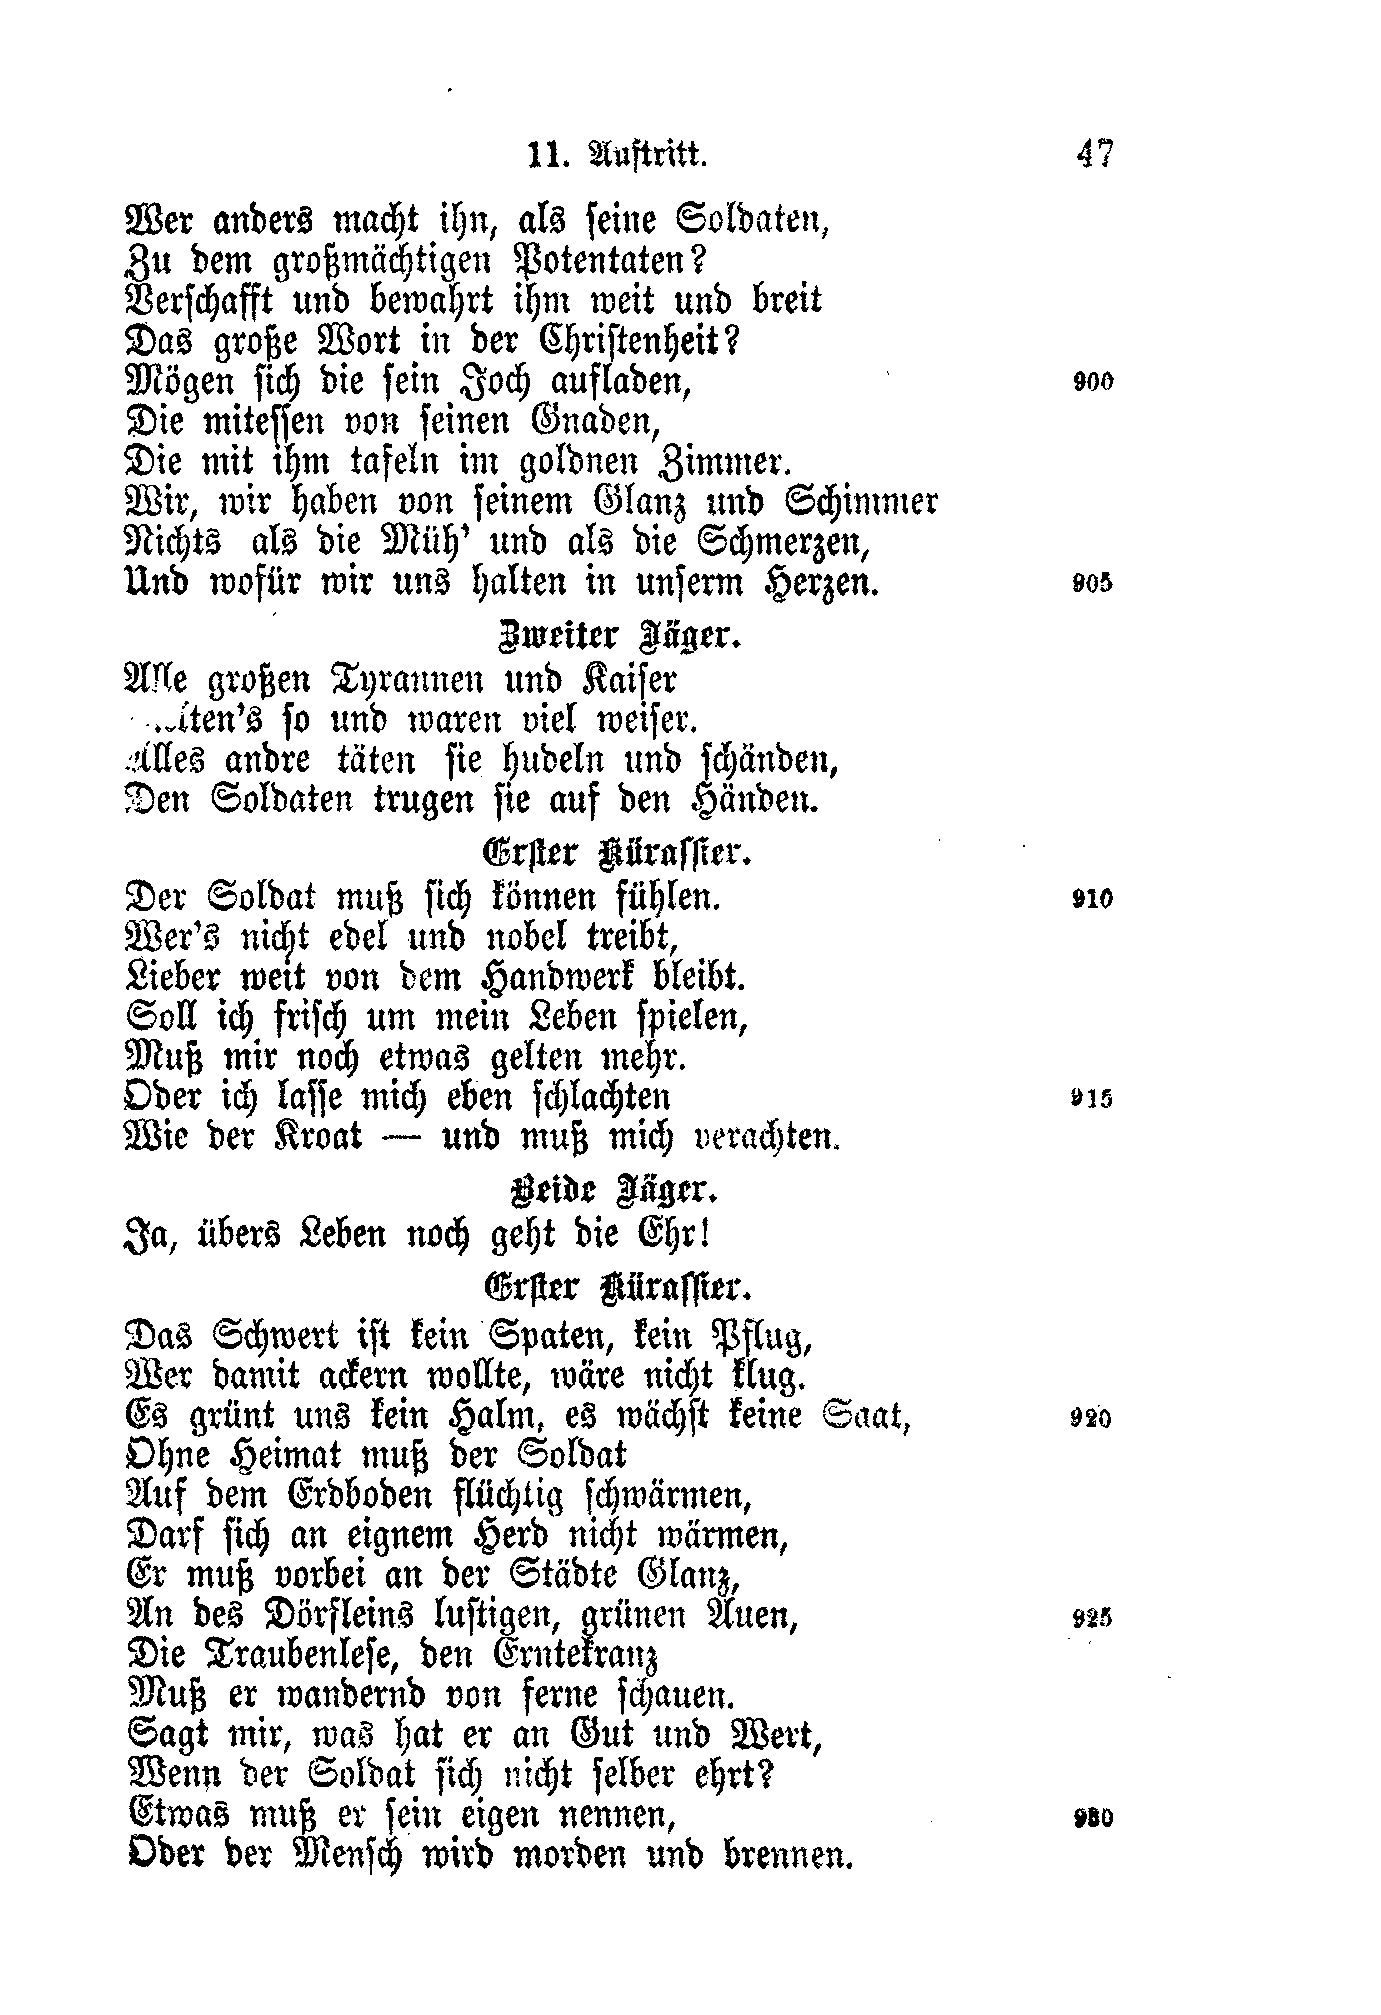 11. Auftritt. 47
Wer anders macht ihn, als seine Soldaten,
Zu dem großmächtigen Potentaten?
Verschafft und bewahrt ihm weit und breit
Das große Wort in der Christenheit?
Mögen sich die sein Joch aufladen, 900
Die mitessen von seinen Gnaden,
Die mit ihm tafeln im goldnen Zimmer.
Wir, wir haben von seinem Glanz und Schimmer
Nichts als die Müh' und als die Schmerzen,
Und wofür wir uns halten in unserm Herzen. 905
Zweiter Jäger.
Alle großen Tyrannen und Kaiser
so und waren viel weiser.
Alles andre täten sie hudeln und schänden,
Den Soldaten trugen sie auf den Händen.
Erster Kürassier.
Der Soldat muß sich können fühlen. 910
Wer's nicht edel und nobel treibt,
Lieber weit von dem Handwerk bleibt.
Soll ich frisch um mein Leben spielen,
Muß mir noch etwas gelten mehr.
Oder ich lasse mich eben schlachten 915
Wie der Kroat — und muß mich verachten.
Beide Jäger.
Ja, übers Leben noch geht die Ehr!
Erster Kürassier.
Das Schwert ist kein Spaten, kein Pflug,
Wer damit ackern wollte, wäre nicht klug.
Es grünt uns kein Halm, es wächst keine Saat, 920
Ohne Heimat muß der Soldat
Auf dem Erdboden flüchtig schwärmen,
Darf sich an eignem Herd nicht wärmen,
Er muß vorbei an der Städte Glanz,
An des Dörfleins lustigen, grünen Auen, 925
Die Traubenlese, den Erntekranz
Muß er wandernd von ferne schauen.
Sagt mir, was hat er an Gut und Wert,
Wenn der Soldat sich nicht selber ehrt?
Etwas muß er sein eigen nennen, 930
Oder der Mensch wird morden und brennen.